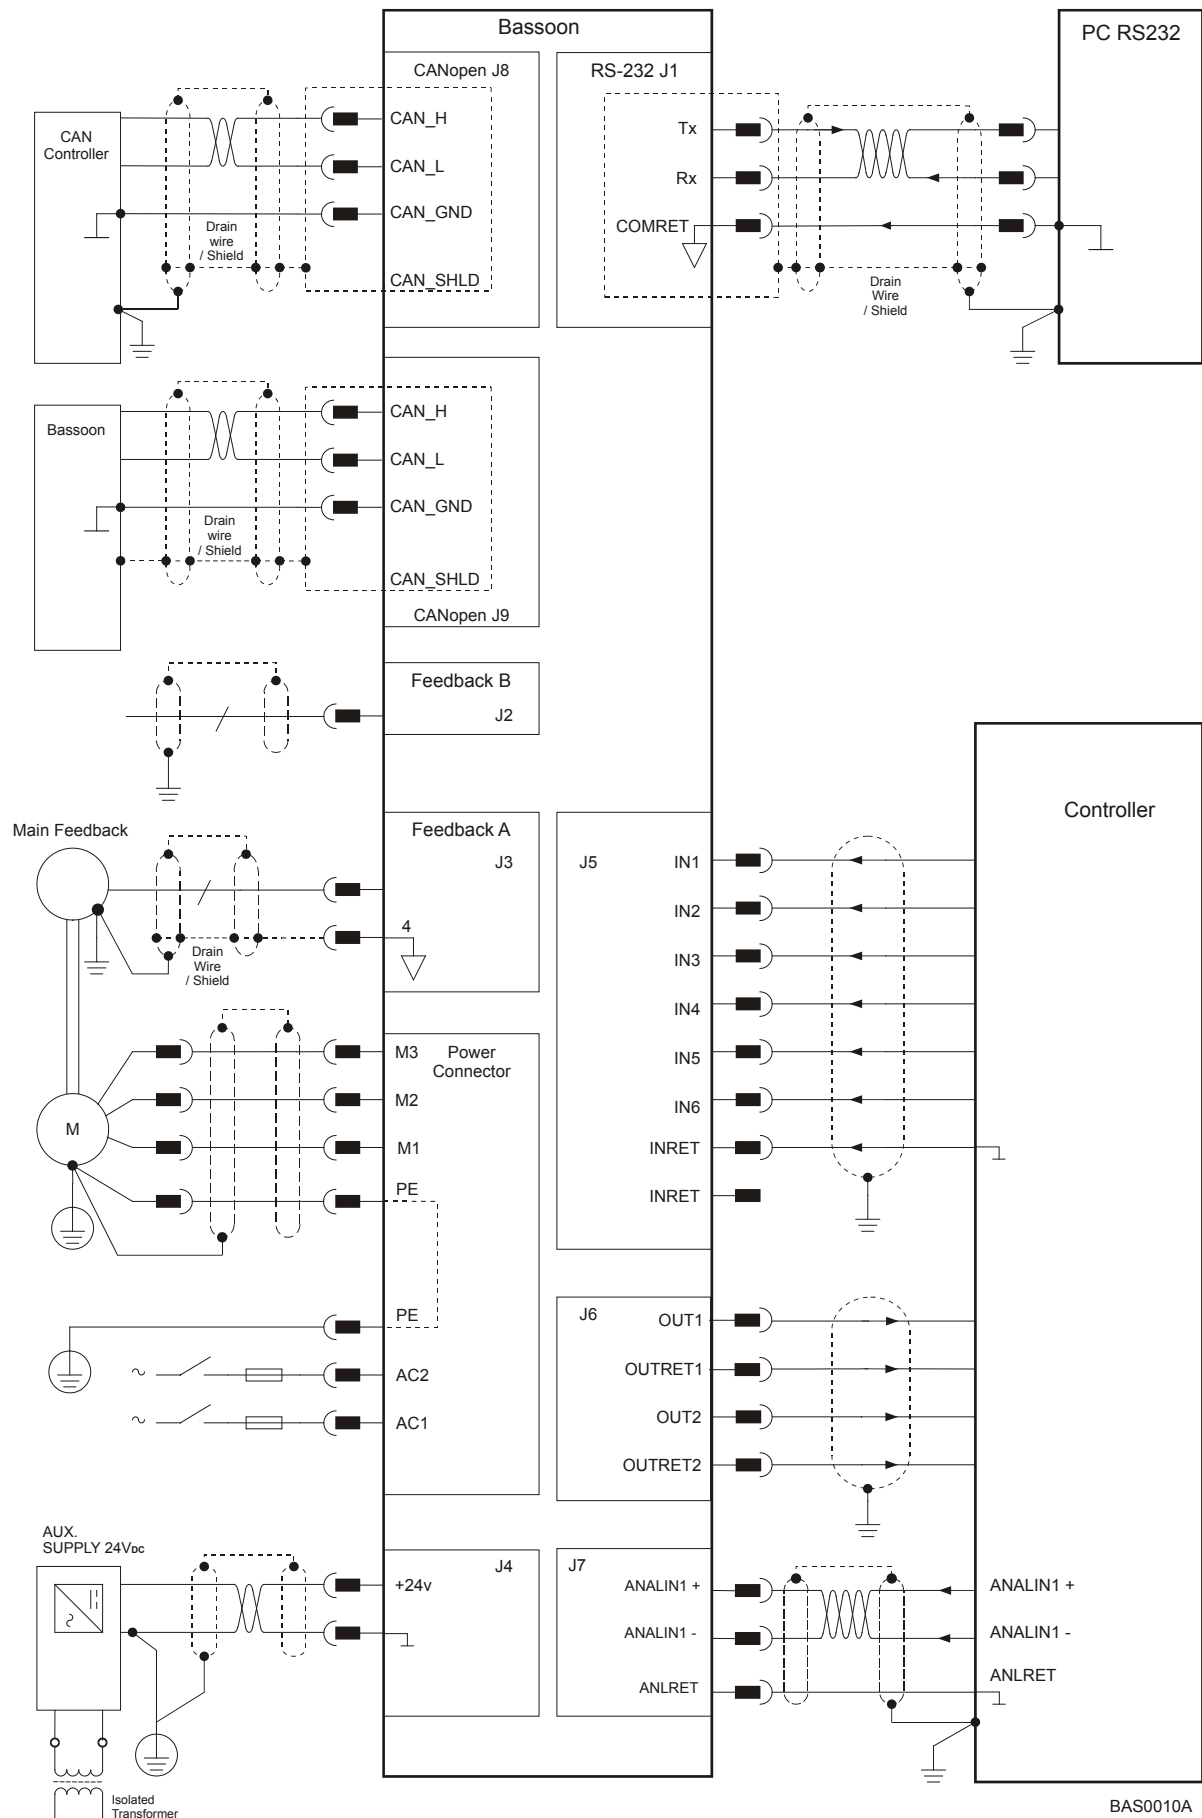 Bassoon
PC RS232
CANopen J8
RS-232 J1
CAN
Controller
CAN_H
CAN_L
CAN_GND
CAN_SHLD
Drain
wire
/ Shield
Tx
Rx
COMRET
Drain
Wire
/ Shield
Bassoon
CAN_H
CAN_L
CAN_GND
CAN_SHLD
CANopen J9
Drain
wire
/ Shield
Feedback B
J2
Main Feedback
Feedback A
J3
4
Drain
Wire
/ Shield
M
M3
M2
M1
PE
Power
Connector
PE
~
AC2
~
AC1
Controller
J5
IN1
IN2
IN3
IN4
IN5
IN6
INRET
INRET
J6
OUT1
OUTRET1
OUT2
OUTRET2
AUX.
SUPPLY 24VDC
~
J4
+24v
J7
ANALIN1 +
ANALIN1 -
ANLRET
ANALIN1 +
ANALIN1 -
ANLRET
Isolated
Transformer
BAS0010A